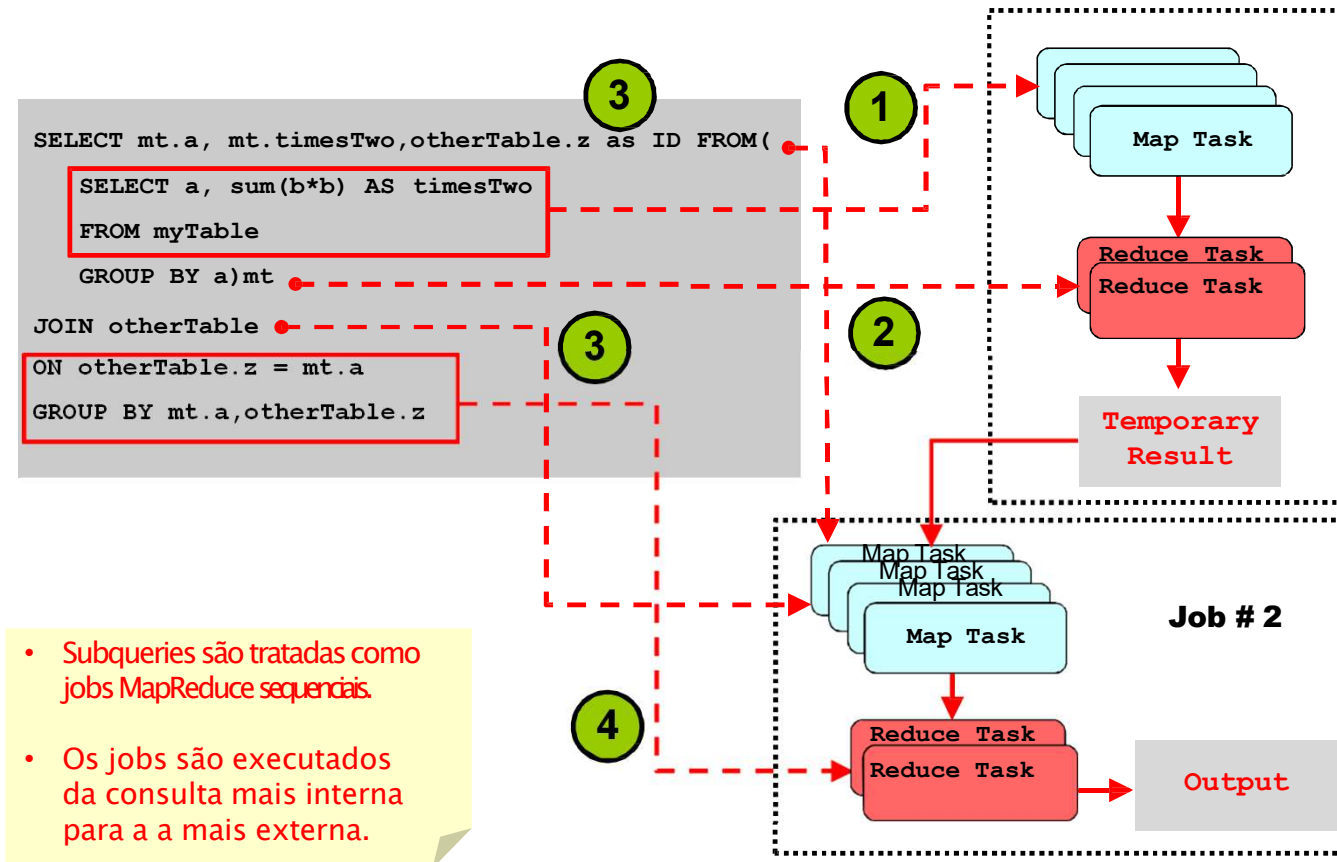 3
SELECT mt.a, mt.timesTwo,otherTable.z as ID FROM(
SELECT a, sum(b*b) AS timesTwo
FROM myTable
GROUP BY a)mt
JOIN otherTable
ON otherTable.z = mt.a
GROUP BY mt.a,otherTable.z
1
2
3
4
Map Task
Reduce Task
Reduce Task
Temporary
Result
Map Task
Map Task
Map Task
Map Task
Job # 2
Reduce Task
Reduce Task
Output
• Subqueries são tratadas como
jobs MapReduce sequenciais.
• Os jobs são executados
da consulta mais interna
para a a mais externa.